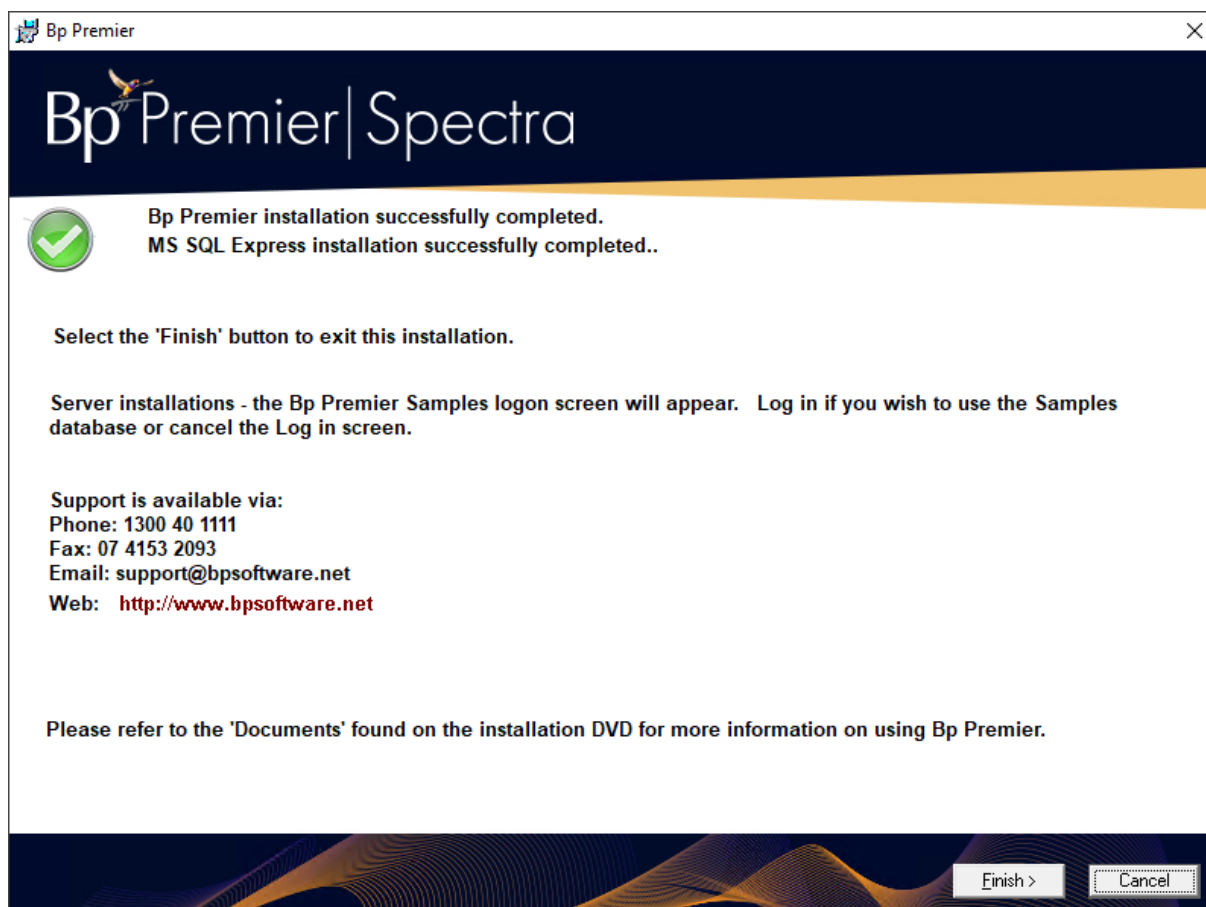 Bp Premier
Bp Premier | Spectra
Bp Premier installation successfully completed.
MS SQL Express installation successfully completed..
Select the 'Finish' button to exit this installation.
Server installations - the Bp Premier Samples logon screen will appear.   Log in if you wish to use the Samples
database or cancel the Log in screen.
Support is available via:
Phone: 1300 40 1111
Fax: 07 4153 2093
Email: support@bpsoftware.net
Web:   http://www.bpsoftware.net
Please refer to the 'Documents' found on the installation DVD for more information on using Bp Premier.
Finish >   Cancel